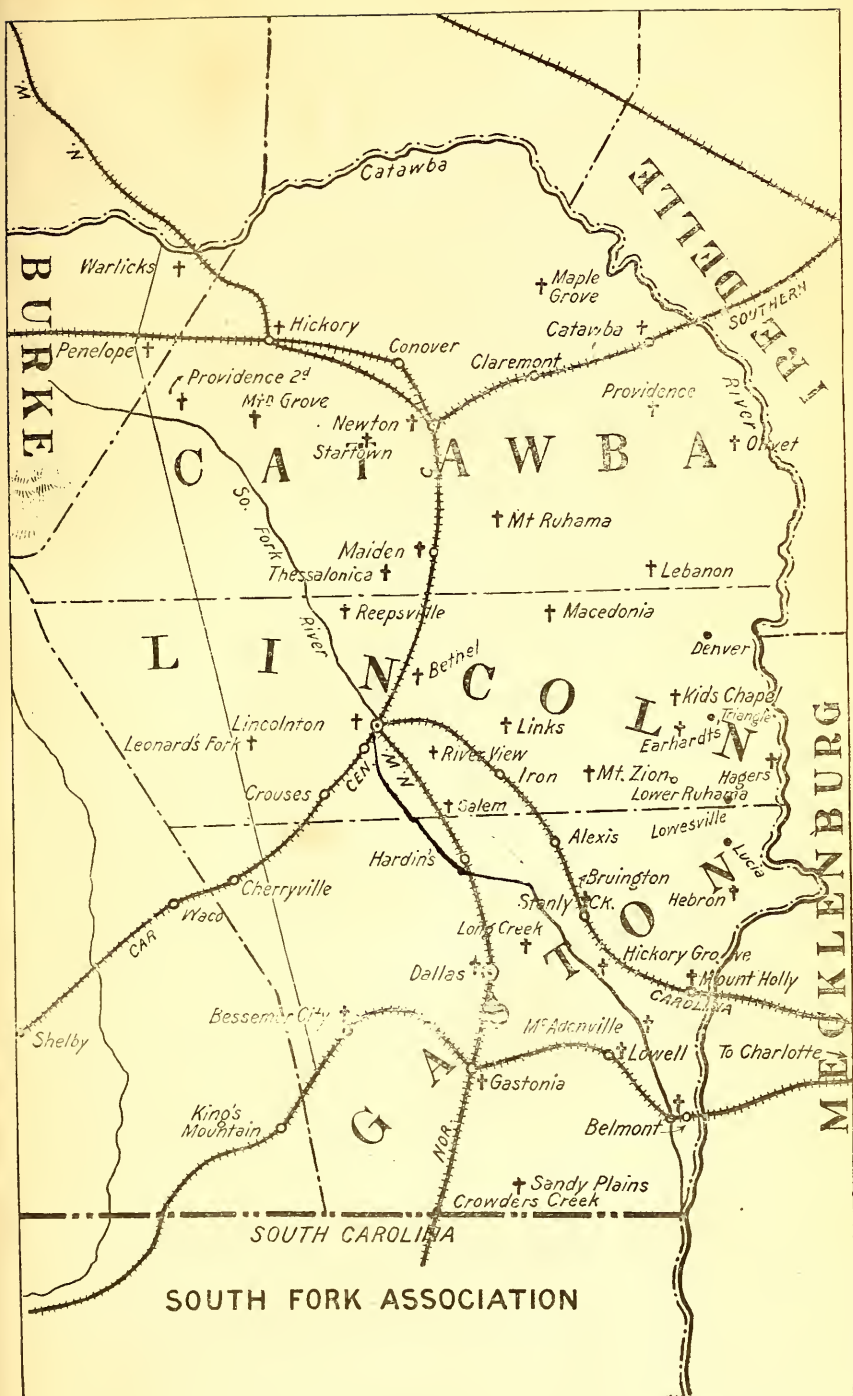 W.
N.
Catawba
IREDELLE
BURKE
Warlicks
Maple
Grove
SOUTHERN
Hickory
Catawba
Conover
Penelope
Claremont
Providence 2d
Mtn Grove
Providence
River
Newton
Startown
Olivet
CATAWBA
C
So. Fork
River
Mt Ruhama
Maiden
Thessalonica
Lebanon
Reepsville
Macedonia
LINCOLN
Denver
Bethel
Kids Chapel
Triangle
Lincolnton
Links
Earhardts
Leonard's Fork
River View
CEN.
N.W.
Iron
Mt. Zion
Hagers
Crouses
Lower Ruhama
Salem
Lowesville
MECKLENBURG
Alexis
Lucia
Hardin's
Bruington
Cherryville
Stanly Ck.
Hebron
Waco
CAR
Long Creek
GASTON
Hickory Grove
Dallas
Mount Holly
CAROLINA
Bessemer City
McAdenville
Shelby
Lowell
To Charlotte
Gastonia
King's
Mountain
Belmont
NOR.
Sandy Plains
Crowders Creek
SOUTH CAROLINA
SOUTH FORK ASSOCIATION